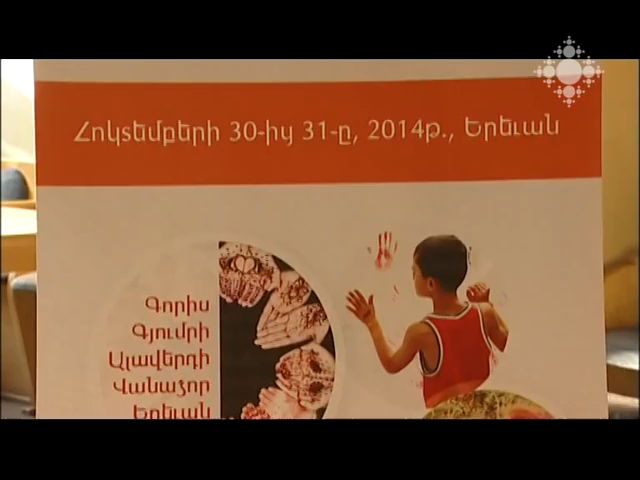 Հոկտեմբերի 30-ից 31-ը, 2014թ., Երեւան
Գորիս
Գյումրի
Ալավերդի
Վանաձոր
Երեւան